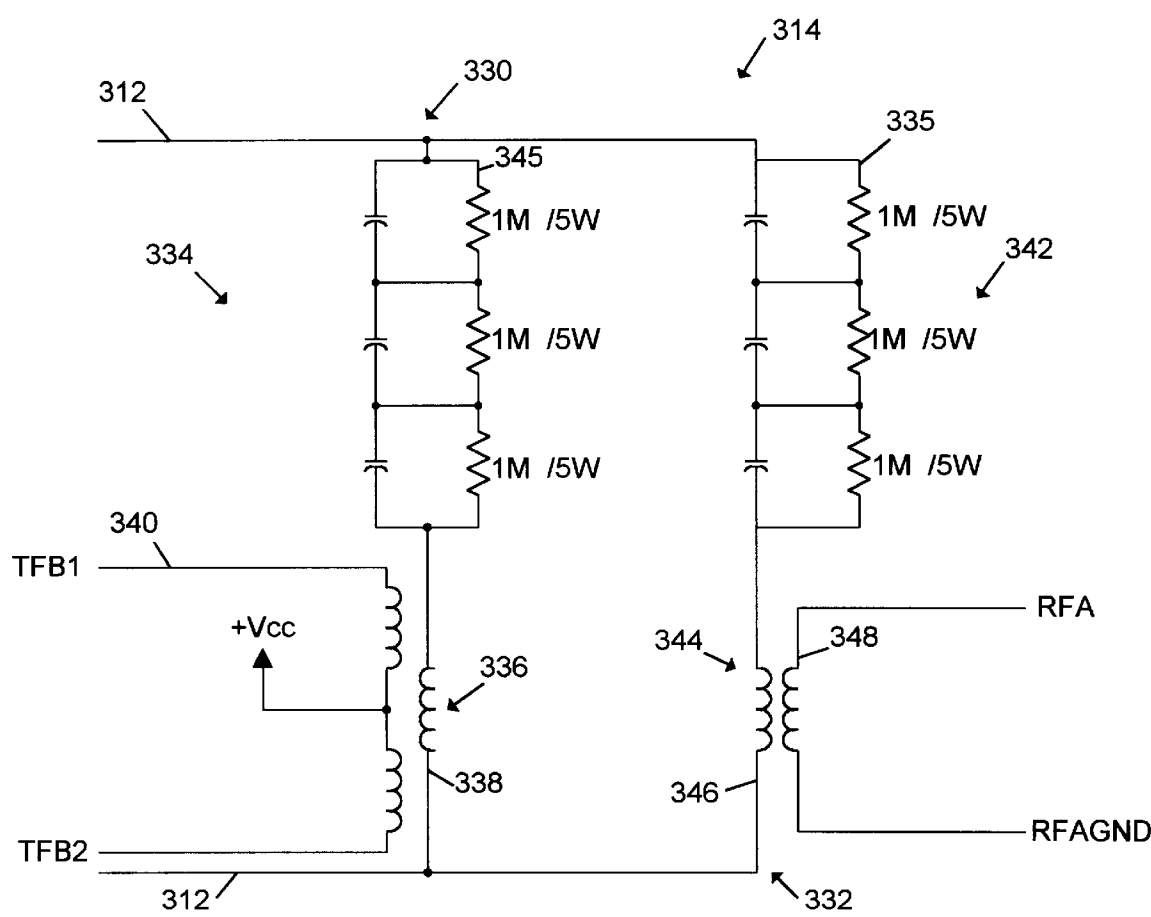 314
330
312
335
345
1M /5W
1M /5W
334
342
1M /5W
1M /5W
1M /5W
1M /5W
340
TFB1
RFA
+Vcc
344
348
336
338
346
RFAGND
TFB2
312
332